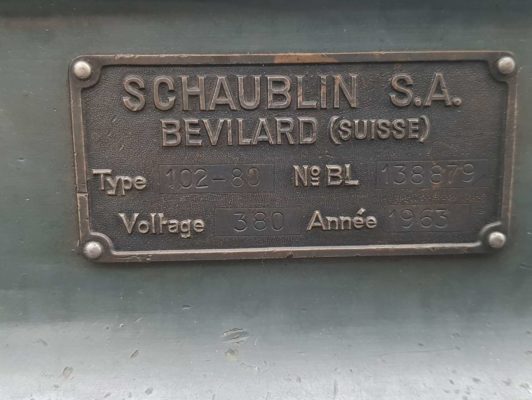 SCHAUBLIN S.A.
BEVILARD (SUISSE)
Type 102-80 № BL 138879
Voltage 380 Année 1963